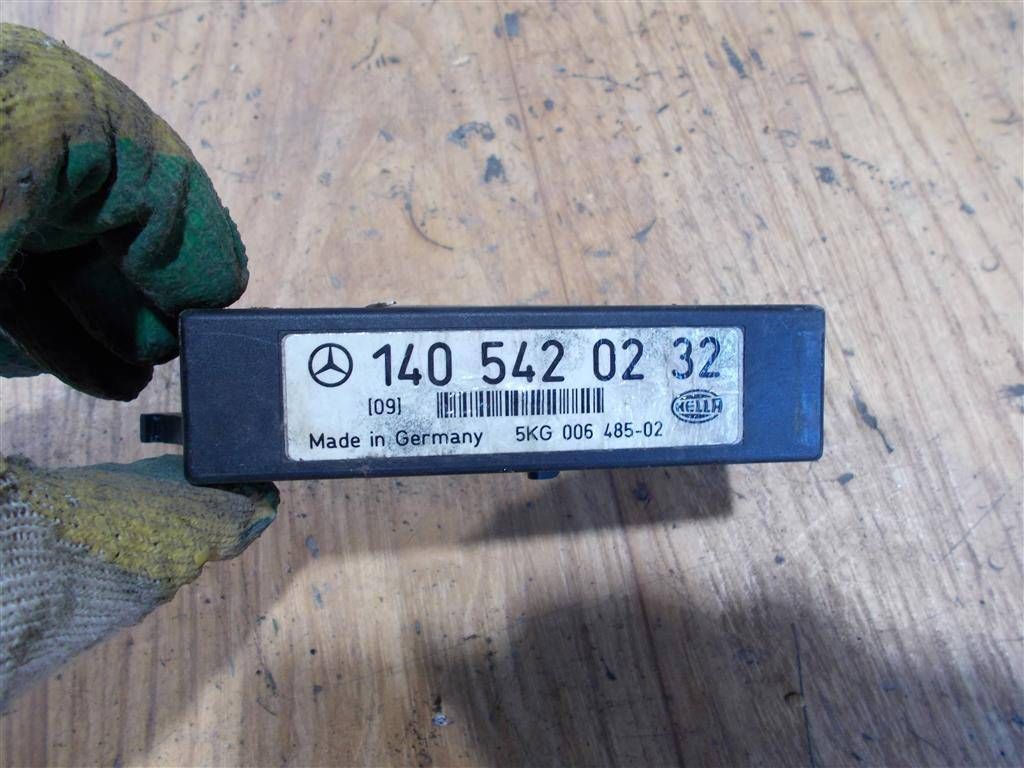 140 542 02 32
[09]
HELLA
Made in Germany 5KG 006 485-02